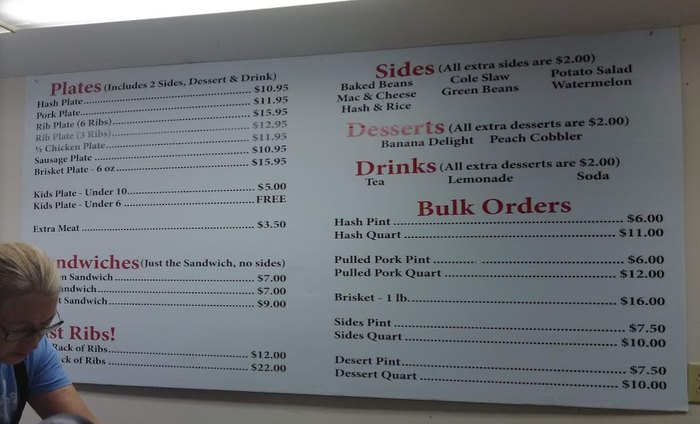 Plates (Includes 2 Sides, Dessert & Drink)
Hash Plate $10.95
Pork Plate $11.95
Rib Plate (6 Ribs) $15.95
Rib Plate (3 Ribs) $12.95
½ Chicken Plate $11.95
Sausage Plate $10.95
Brisket Plate - 6 oz $15.95
Kids Plate - Under 10 $5.00
Kids Plate - Under 6 FREE
Extra Meat $3.50
ndwiches (Just the Sandwich, no sides)
Sandwich $7.00
Sandwich $7.00
Sandwich $9.00
st Ribs!
Rack of Ribs $12.00
ck of Ribs $22.00
Sides (All extra sides are $2.00)
Baked Beans Cole Slaw Potato Salad
Mac & Cheese Green Beans Watermelon
Hash & Rice
Desserts (All extra desserts are $2.00)
Banana Delight Peach Cobbler
Drinks (All extra desserts are $2.00)
Tea Lemonade Soda
Bulk Orders
Hash Pint $6.00
Hash Quart $11.00
Pulled Pork Pint $6.00
Pulled Pork Quart $12.00
Brisket - 1 lb. $16.00
Sides Pint $7.50
Sides Quart $10.00
Desert Pint $7.50
Dessert Quart $10.00